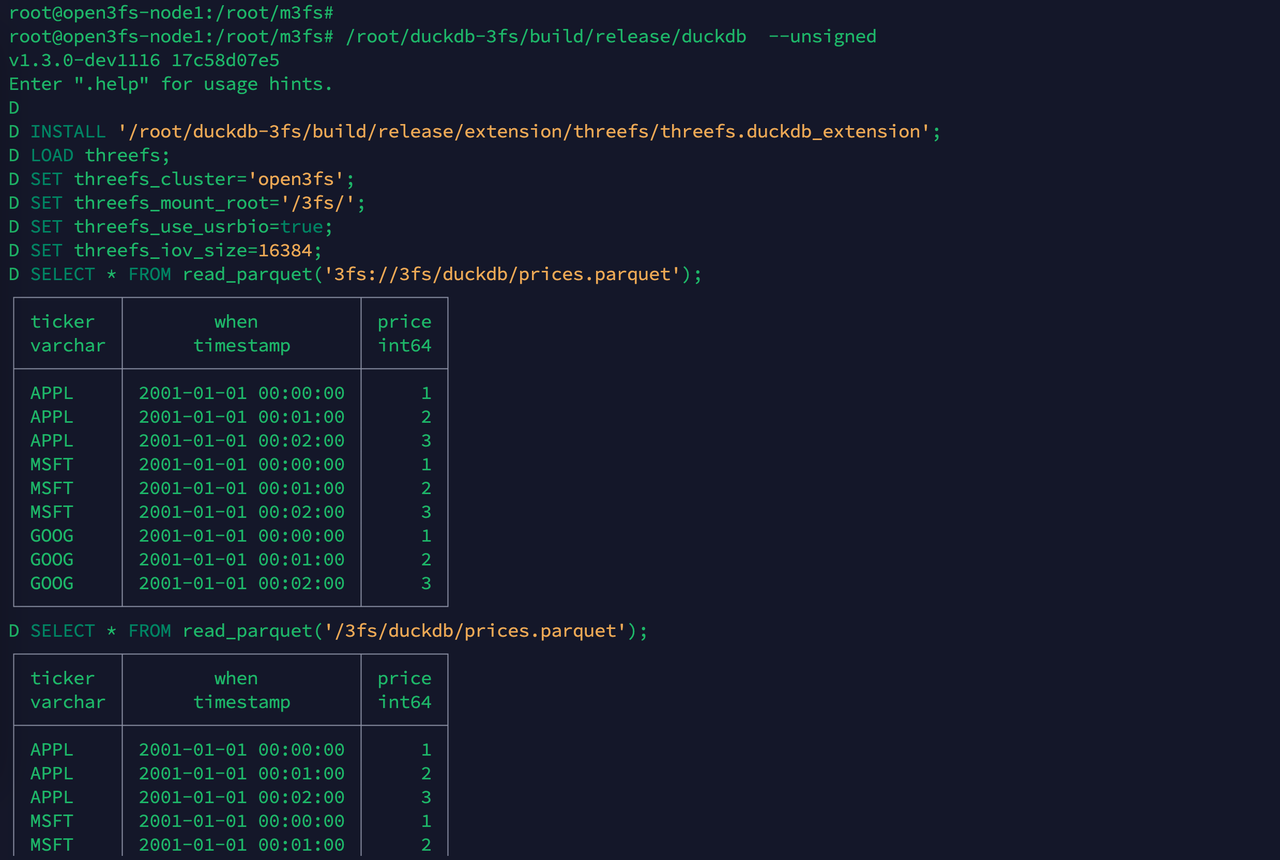 root@open3fs-node1:/root/m3fs#
root@open3fs-node1:/root/m3fs# /root/duckdb-3fs/build/release/duckdb  --unsigned
v1.3.0-dev1116 17c58d07e5
Enter ".help" for usage hints.
D
D INSTALL '/root/duckdb-3fs/build/release/extension/threefs/threefs.duckdb_extension';
D LOAD threefs;
D SET threefs_cluster='open3fs';
D SET threefs_mount_root='/3fs/';
D SET threefs_use_usrbio=true;
D SET threefs_iov_size=16384;
D SELECT * FROM read_parquet('3fs://3fs/duckdb/prices.parquet');
ticker when price
varchar timestamp int64
APPL 2001-01-01 00:00:00 1
APPL 2001-01-01 00:01:00 2
APPL 2001-01-01 00:02:00 3
MSFT 2001-01-01 00:00:00 1
MSFT 2001-01-01 00:01:00 2
MSFT 2001-01-01 00:02:00 3
GOOG 2001-01-01 00:00:00 1
GOOG 2001-01-01 00:01:00 2
GOOG 2001-01-01 00:02:00 3
D SELECT * FROM read_parquet('/3fs/duckdb/prices.parquet');
ticker when price
varchar timestamp int64
APPL 2001-01-01 00:00:00 1
APPL 2001-01-01 00:01:00 2
APPL 2001-01-01 00:02:00 3
MSFT 2001-01-01 00:00:00 1
MSFT 2001-01-01 00:01:00 2